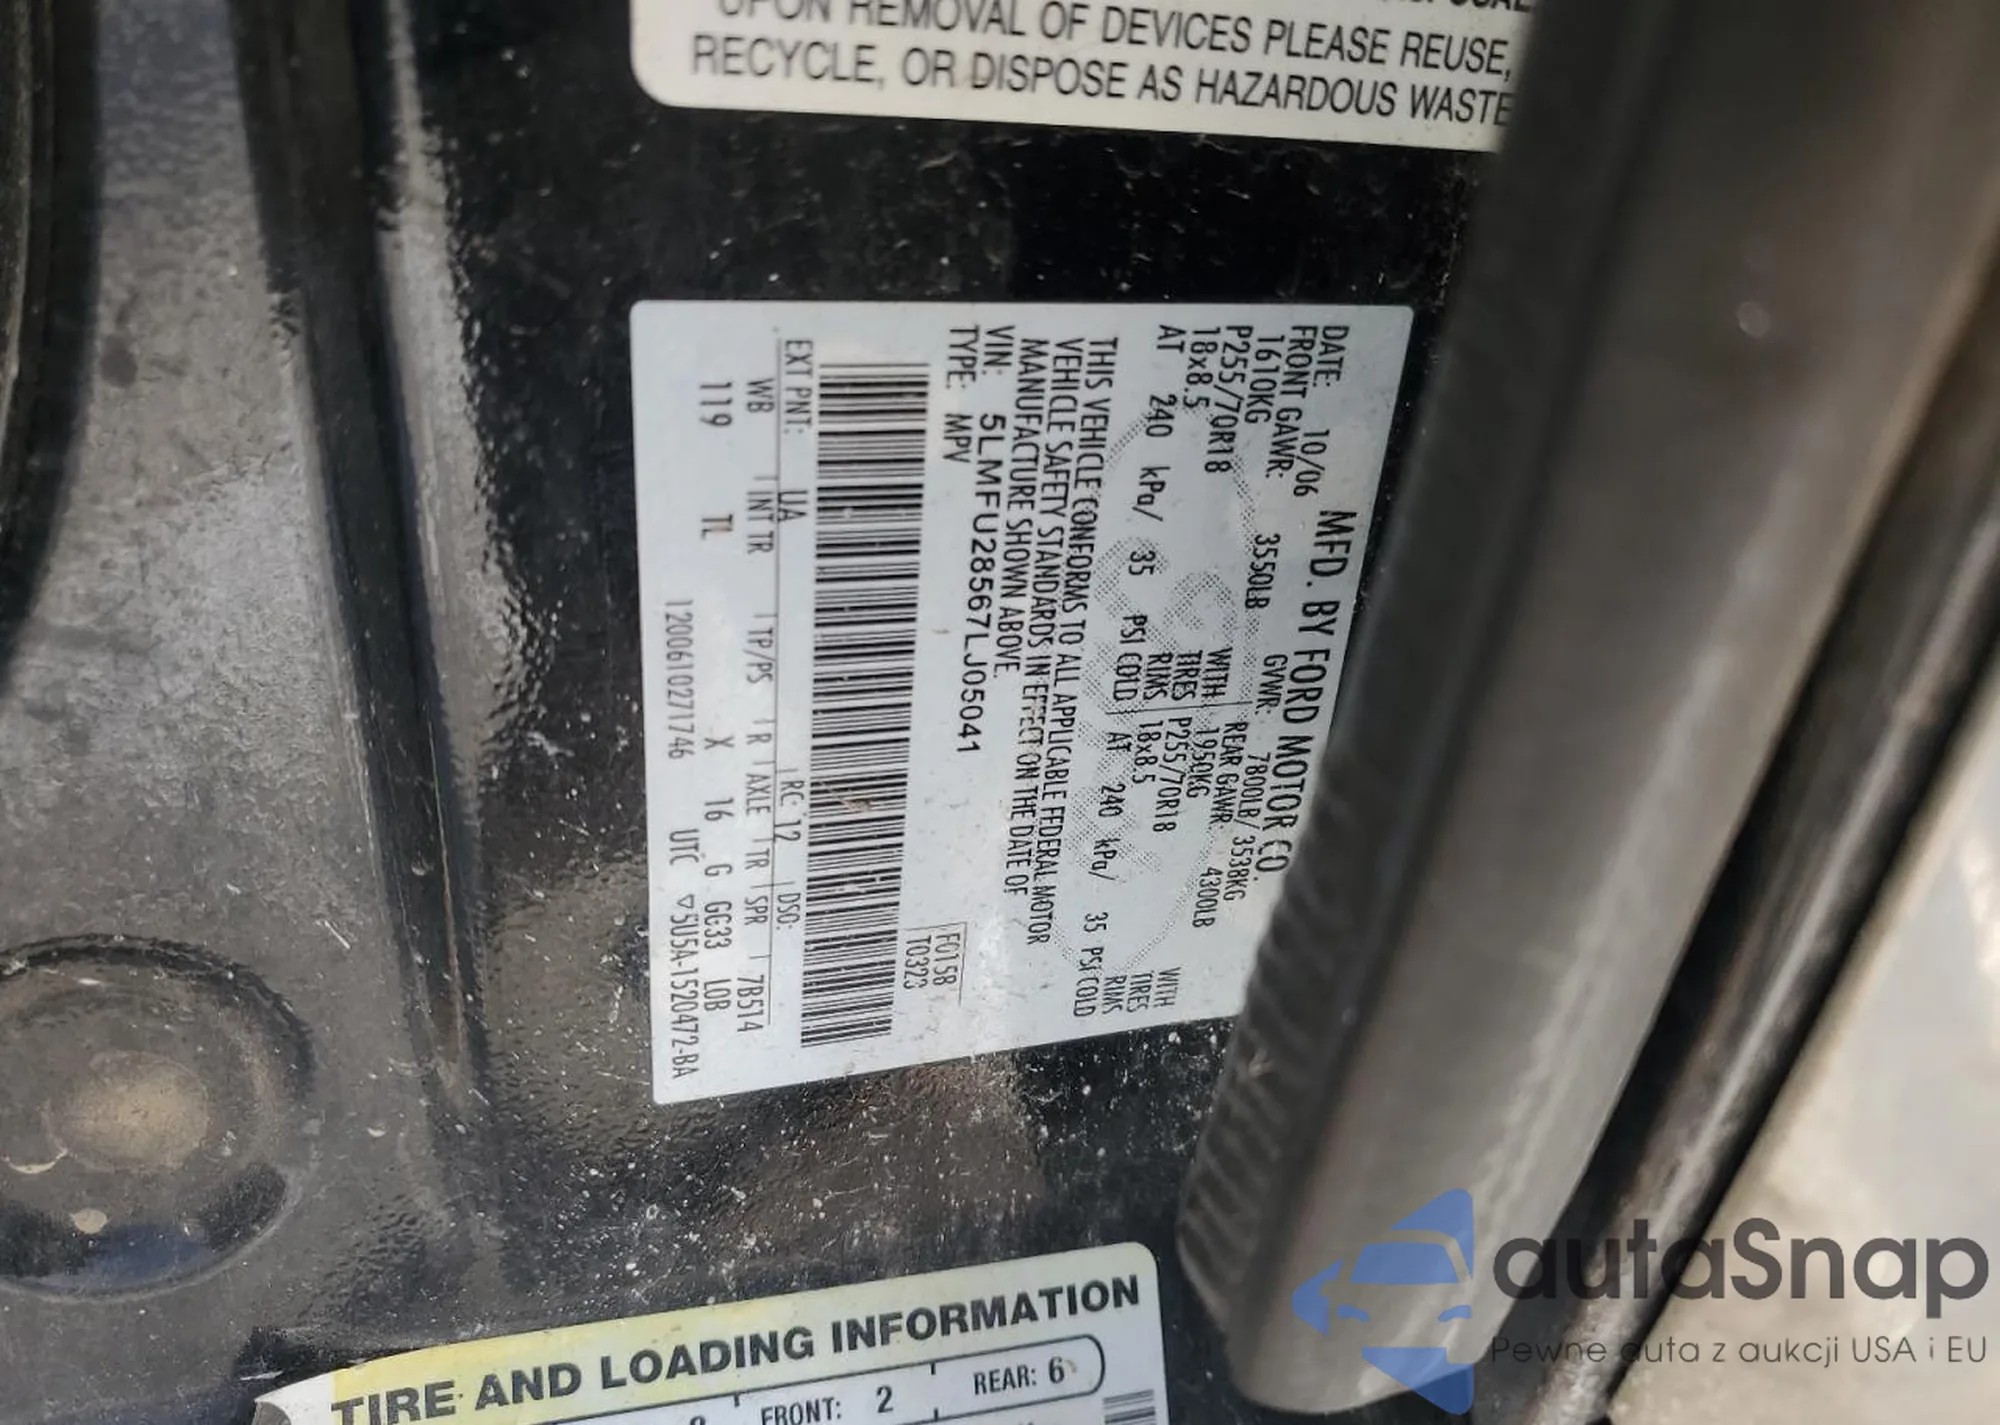 UPON REMOVAL OF DEVICES PLEASE REUSE,
RECYCLE, OR DISPOSE AS HAZARDOUS WASTE
MFD. BY FORD MOTOR CO.
DATE: 10/06 GVWR: 7800LB/ 3538KG
FRONT GAWR: 3550LB REAR GAWR: 4300LB
1610KG WITH 1950KG WITH
P255/70R18 TIRES P255/70R18 TIRES
18x8.5 RIMS 18x8.5 RIMS
AT 240 kPa/ 35 PSI COLD AT 240 kPa/ 35 PSI COLD
THIS VEHICLE CONFORMS TO ALL APPLICABLE FEDERAL MOTOR
VEHICLE SAFETY STANDARDS IN EFFECT ON THE DATE OF
MANUFACTURE SHOWN ABOVE.
VIN: 5LMFU28567LJ05041
TYPE: MPV
F0158
T0323
EXT PNT: UA RC: 12 DSO:
WB INT TR TP/PS R AXLE TR SPR 7B514
119 TL X 16 G GG33 LOB
1200610271746 UTC ▽5U5A-1520472-BA
TIRE AND LOADING INFORMATION
FRONT: 2 REAR: 6
autaSnap
Pewne auta z aukcji USA i EU